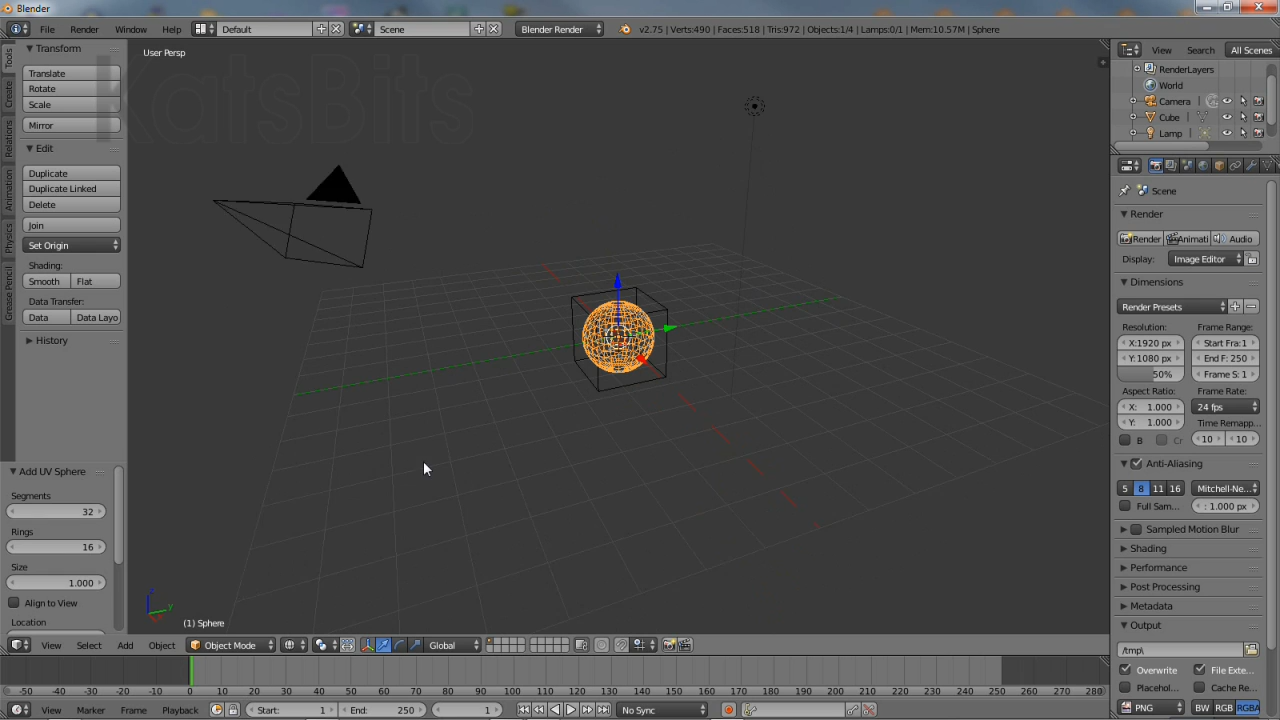 Blender
File Render Window Help Default Scene Blender Render v2.75 | Verts:490 | Faces:518 | Tris:972 | Objects:1/4 | Lamps:0/1 | Mem:10.57M | Sphere
View Search All Scenes
User Persp
KatsBits
Tools
Create
Relations
Animation
Physics
Grease Pencil
Transform
Translate
Rotate
Scale
Mirror
Edit
Duplicate
Duplicate Linked
Delete
Join
Set Origin
Shading:
Smooth Flat
Data Transfer:
Data Data Layo
History
Add UV Sphere
Segments
32
Rings
16
Size
1.000
Align to View
Location
z
y
(1) Sphere
RenderLayers
World
Camera
Cube
Lamp
Scene
Render
Render Animati Audio
Display: Image Editor
Dimensions
Render Presets
Resolution: Frame Range:
X:1920 px Start Fra:1
Y:1080 px End F: 250
50% Frame S: 1
Aspect Ratio: Frame Rate:
X: 1.000 24 fps
Y: 1.000 Time Remapp...
B Cr 10 10
Anti-Aliasing
5 8 11 16 Mitchell-Ne...
Full Sam... : 1.000 px
Sampled Motion Blur
Shading
Performance
Post Processing
Metadata
Output
/tmp\
Overwrite File Exte...
Placehol... Cache Re...
PNG BW RGB RGBA
View Select Add Object Object Mode Global
-50 -40 -30 -20 -10 0 10 20 30 40 50 60 70 80 90 100 110 120 130 140 150 160 170 180 190 200 210 220 230 240 250 260 270 280
View Marker Frame Playback Start: 1 End: 250 1 No Sync